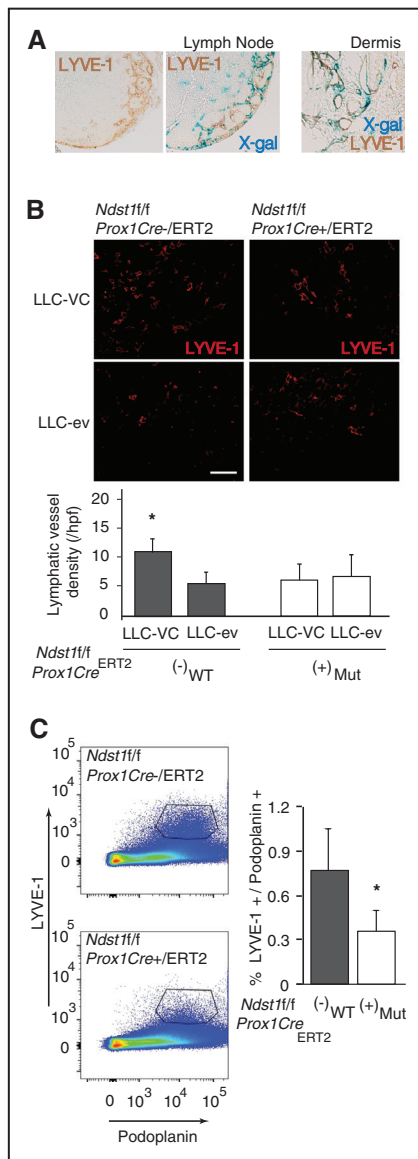 A
Lymph Node
Dermis
LYVE-1
LYVE-1
X-gal
X-gal
LYVE-1
B
Ndst1f/f
Prox1Cre-/ERT2
Ndst1f/f
Prox1Cre+/ERT2
LLC-VC
LYVE-1
LYVE-1
LLC-ev
Lymphatic vessel
density (/hpf)
20
15
10
5
0
*
LLC-VC LLC-ev
LLC-VC LLC-ev
Ndst1f/f
Prox1Cre ERT2
(-)WT
(+)Mut
C
10^5
10^4
10^3
0
Ndst1f/f
Prox1Cre-/ERT2
LYVE-1
10^5
10^4
10^3
0
Ndst1f/f
Prox1Cre+/ERT2
0 10^3 10^4 10^5
Podoplanin
% LYVE-1 + / Podoplanin +
1.2
0.9
0.6
0.3
0
*
Ndst1f/f
Prox1Cre
ERT2
(-)WT (+)Mut